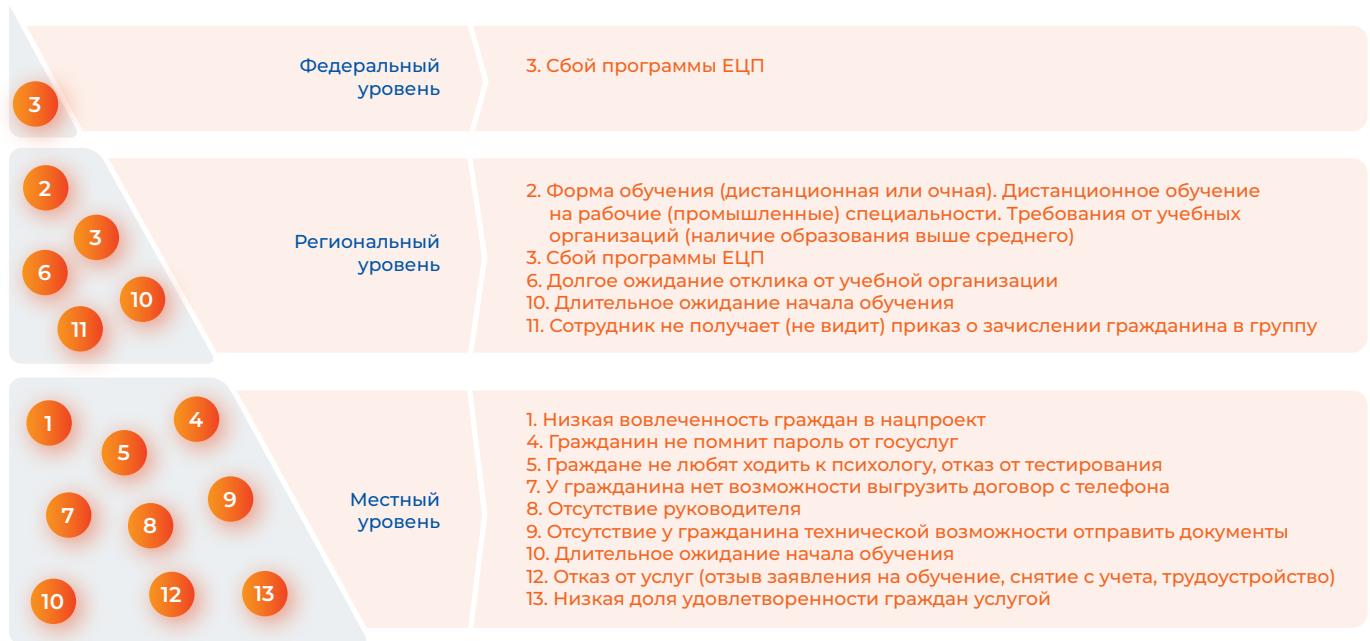 3
Федеральный
уровень
3. Сбой программы ЕЦП
2
3
6
10
11
Региональный
уровень
2. Форма обучения (дистанционная или очная). Дистанционное обучение
на рабочие (промышленные) специальности. Требования от учебных
организаций (наличие образования выше среднего)
3. Сбой программы ЕЦП
6. Долгое ожидание отклика от учебной организации
10. Длительное ожидание начала обучения
11. Сотрудник не получает (не видит) приказ о зачислении гражданина в группу
1
4
5
9
7
8
10
12
13
Местный
уровень
1. Низкая вовлеченность граждан в нацпроект
4. Гражданин не помнит пароль от госуслуг
5. Граждане не любят ходить к психологу, отказ от тестирования
7. У гражданина нет возможности выгрузить договор с телефона
8. Отсутствие руководителя
9. Отсутствие у гражданина технической возможности отправить документы
10. Длительное ожидание начала обучения
12. Отказ от услуг (отзыв заявления на обучение, снятие с учета, трудоустройство)
13. Низкая доля удовлетворенности граждан услугой